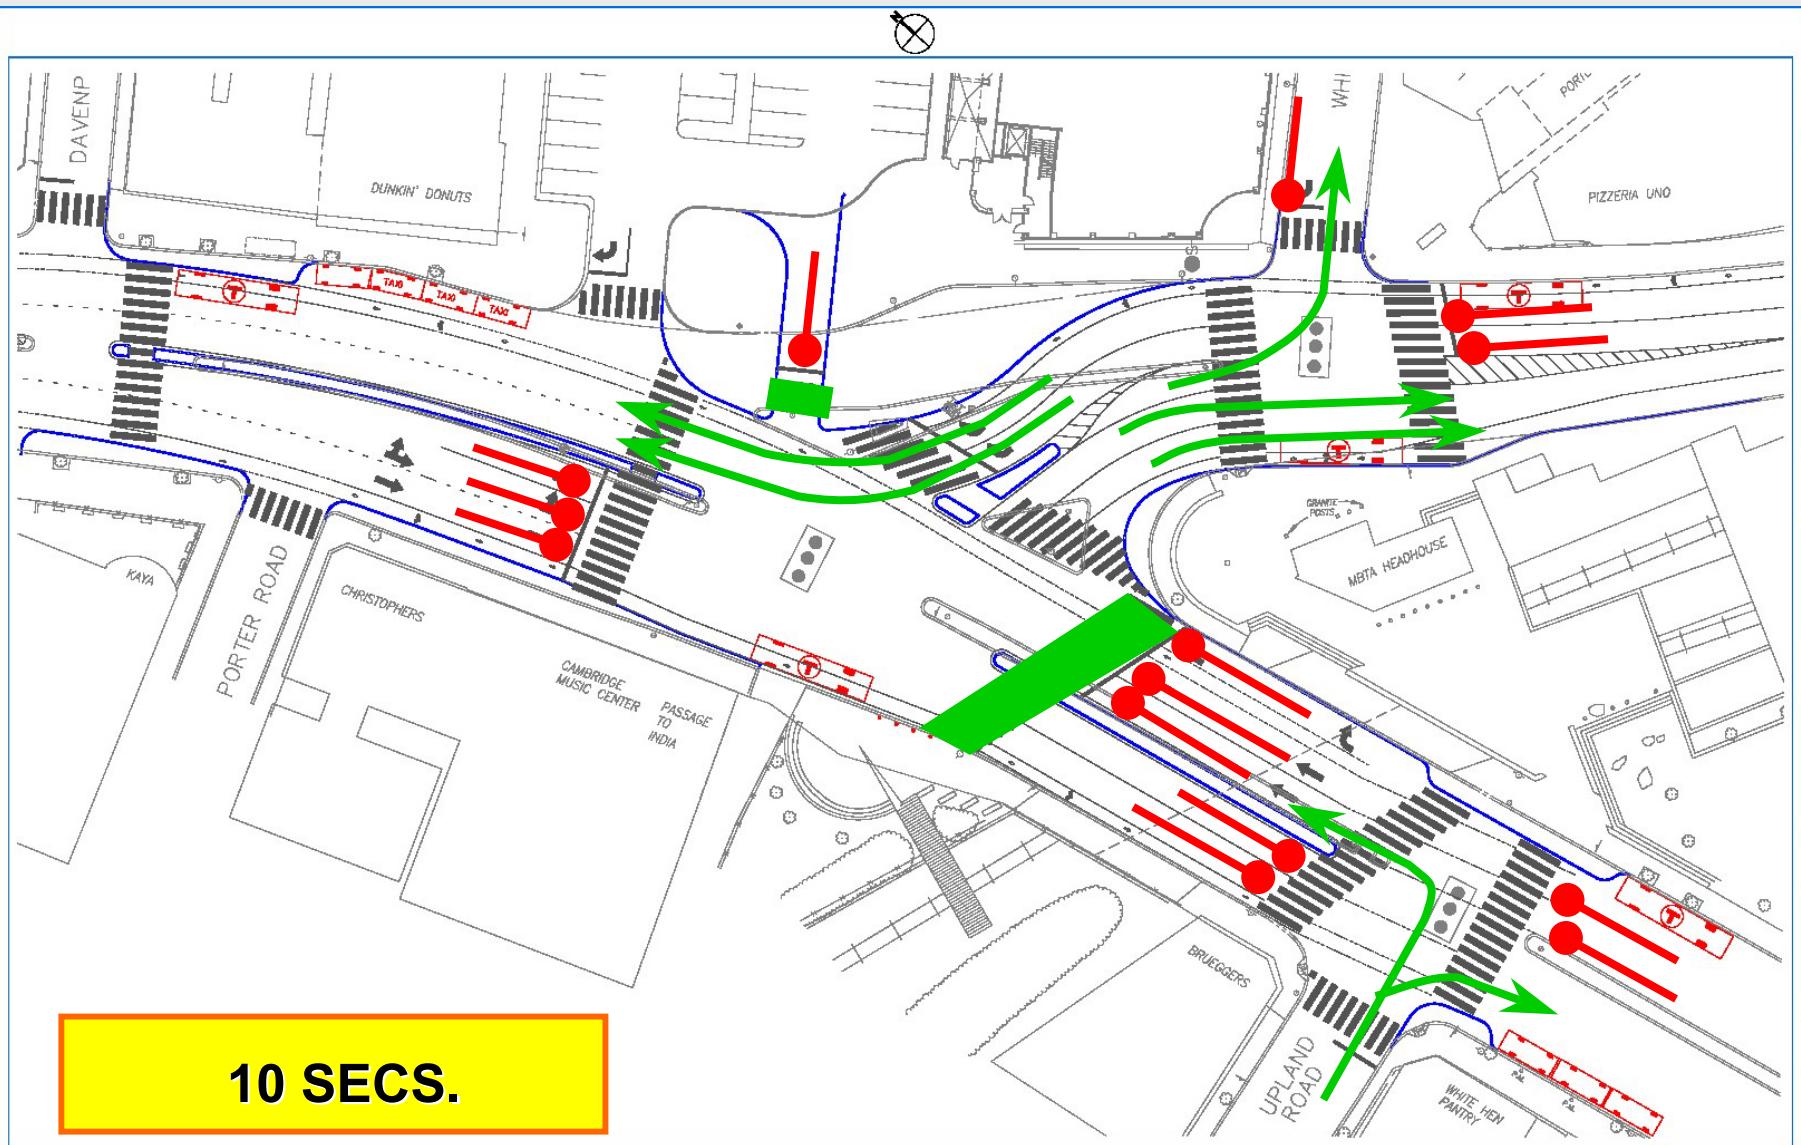 DAVENP
DUNKIN' DONUTS
TAXI
TAXI
TAXI
T
WHI
PORT
PIZZERIA UNO
T
T
GRANITE
POSTS
MBTA HEADHOUSE
KAYA
PORTER ROAD
CHRISTOPHERS
CAMBRIDGE
MUSIC CENTER
PASSAGE
TO
INDIA
T
T
BRUEGGERS
UPLAND
ROAD
WHITE HEN
PANTRY
10 SECS.